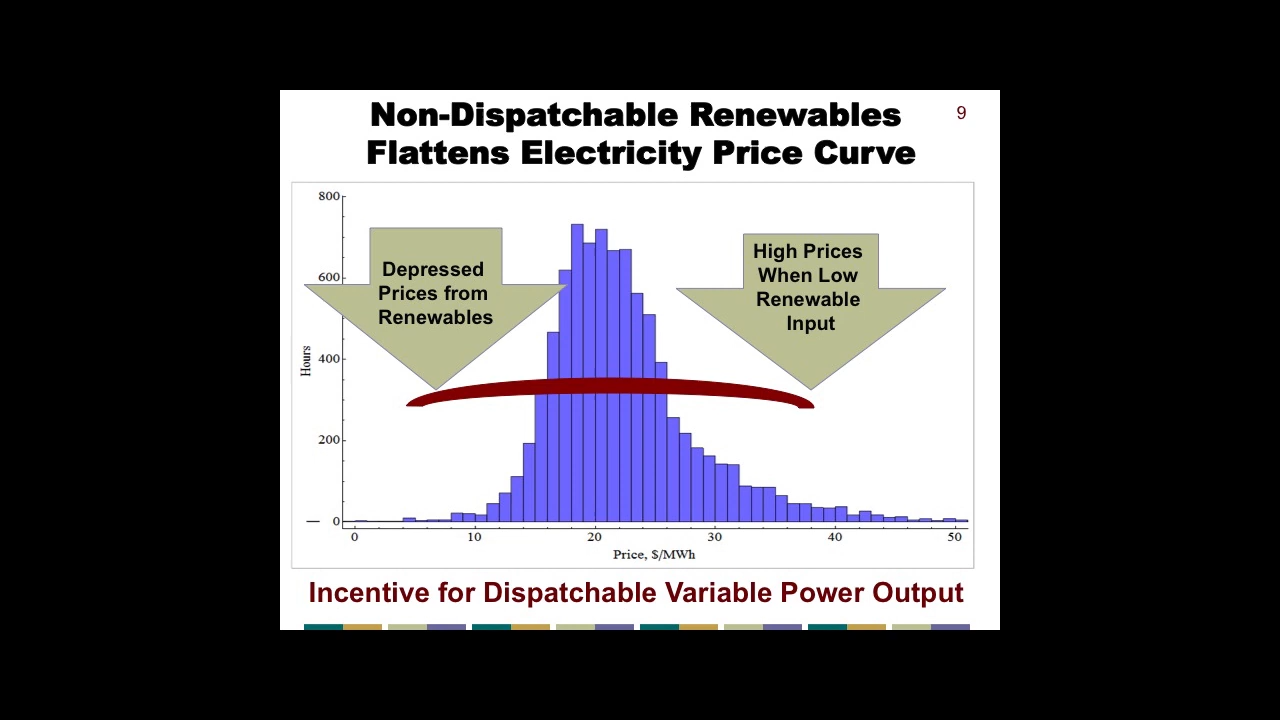 Non-Dispatchable Renewables
Flattens Electricity Price Curve
9
800
600
400
200
0
Hours
Depressed
Prices from
Renewables
High Prices
When Low
Renewable
Input
0 10 20 30 40 50
Price, $/MWh
Incentive for Dispatchable Variable Power Output